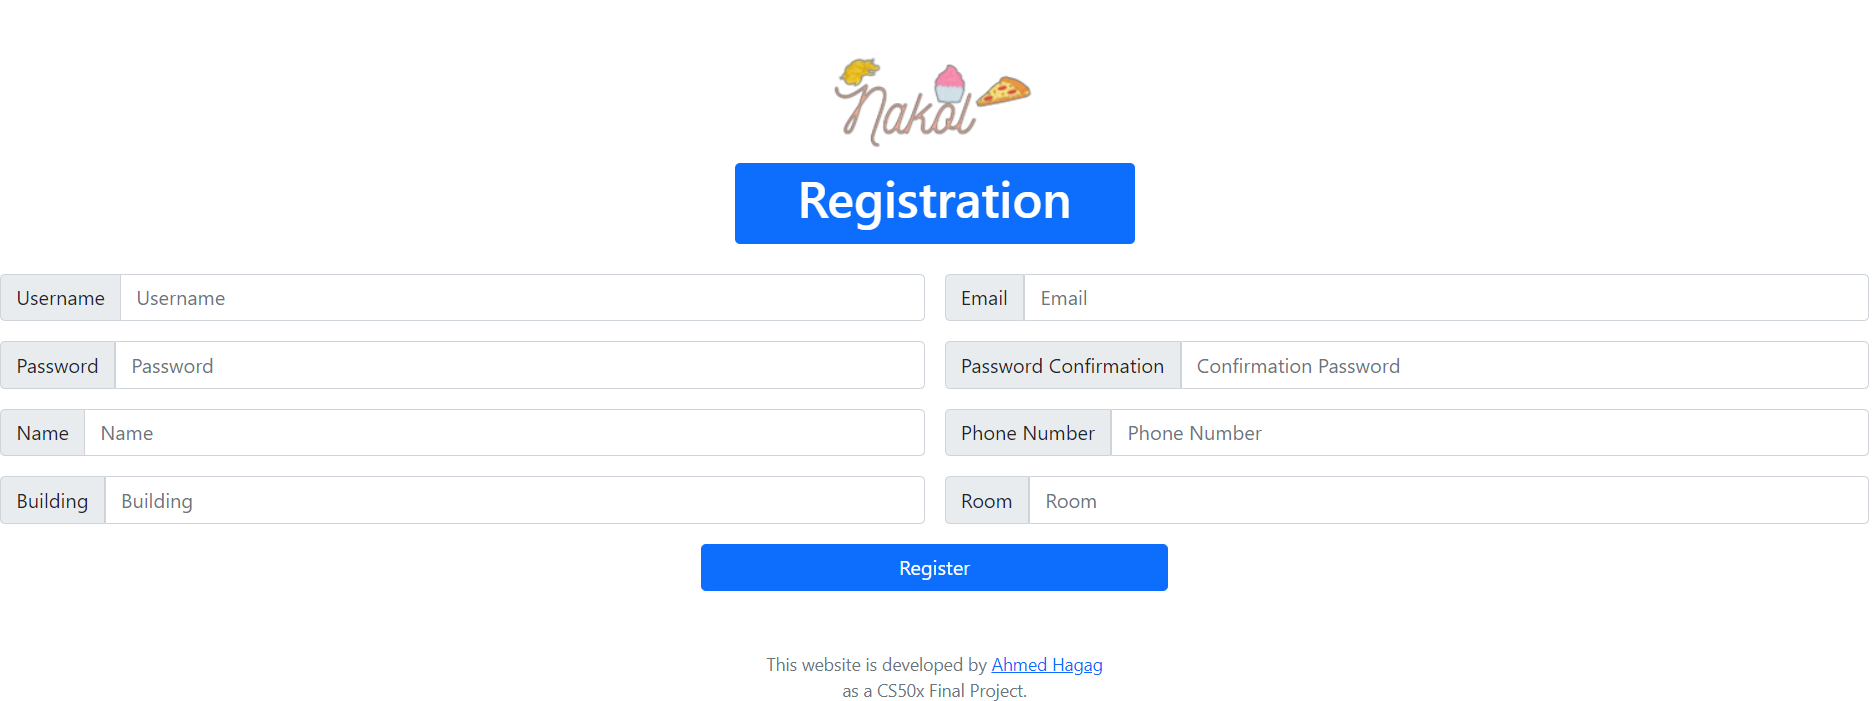 Nakol
Registration
Username Username
Email Email
Password Password
Password Confirmation Confirmation Password
Name Name
Phone Number Phone Number
Building Building
Room Room
Register
This website is developed by Ahmed Hagag
as a CS50x Final Project.